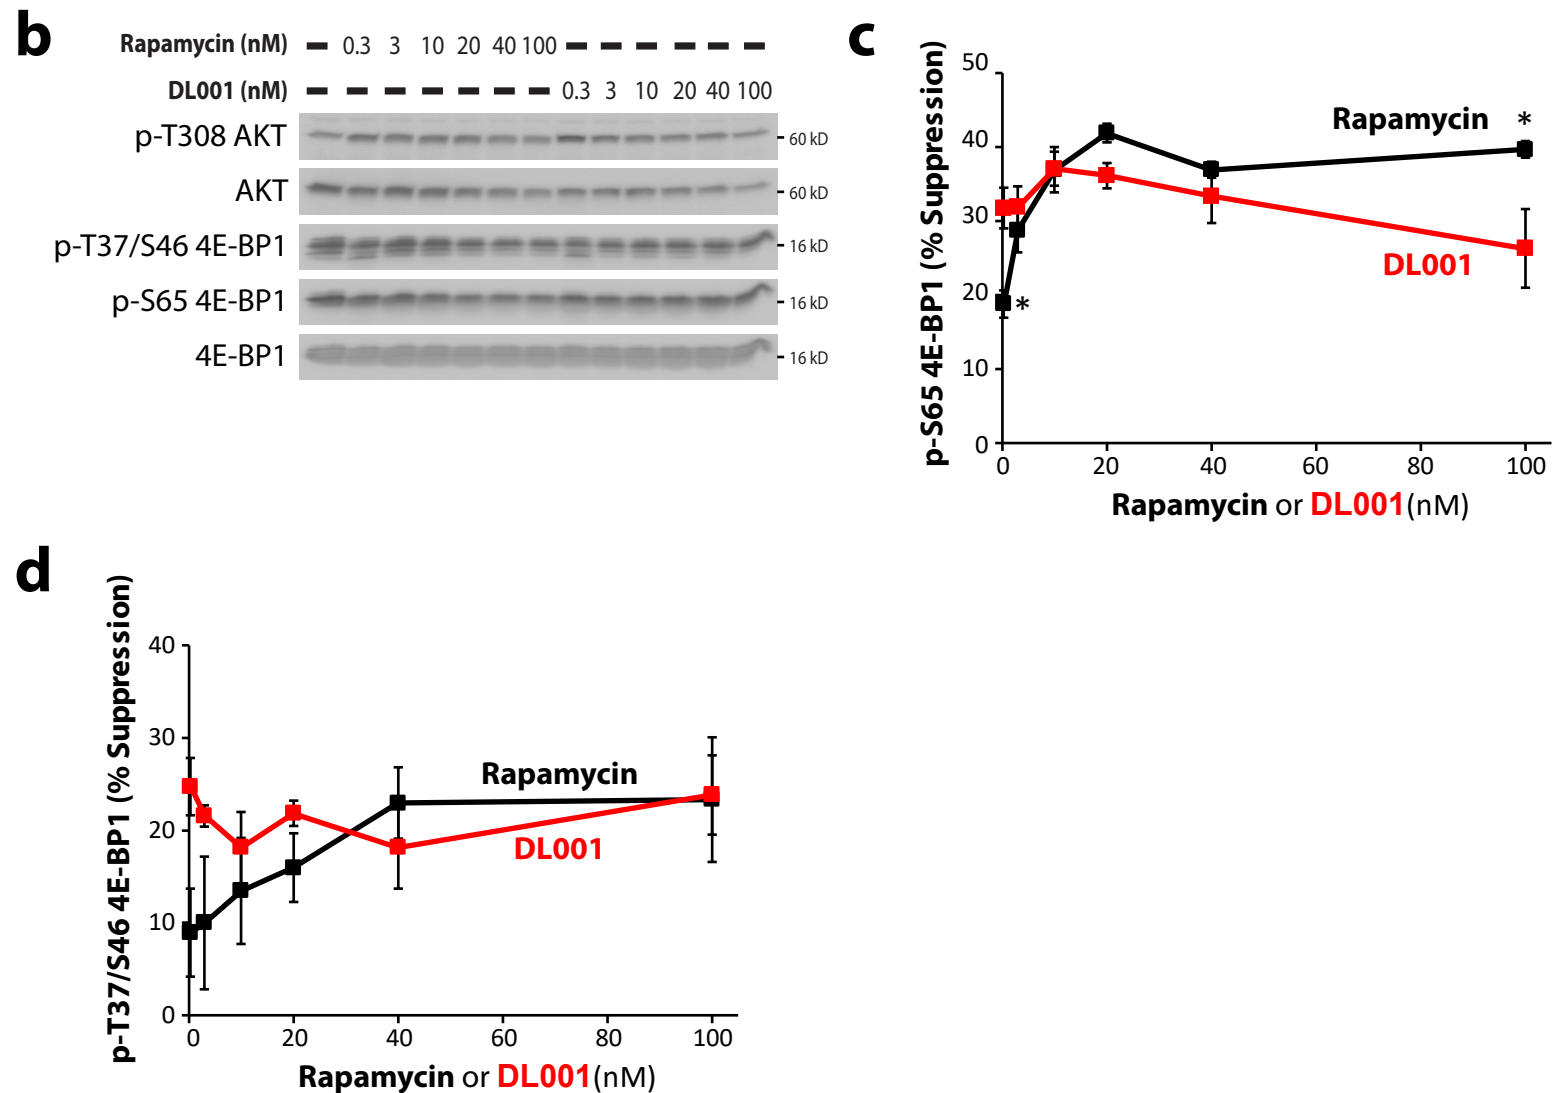 b
Rapamycin (nM) – 0.3 3 10 20 40 100 – – – – – –
DL001 (nM) – – – – – – – 0.3 3 10 20 40 100
p-T308 AKT
60 kD
AKT
60 kD
p-T37/S46 4E-BP1
16 kD
p-S65 4E-BP1
16 kD
4E-BP1
16 kD
c
p-S65 4E-BP1 (% Suppression)
50
40
30
20
10
0
Rapamycin
*
DL001
*
0 20 40 60 80 100
Rapamycin or DL001(nM)
d
p-T37/S46 4E-BP1 (% Suppression)
40
30
20
10
0
Rapamycin
DL001
0 20 40 60 80 100
Rapamycin or DL001(nM)